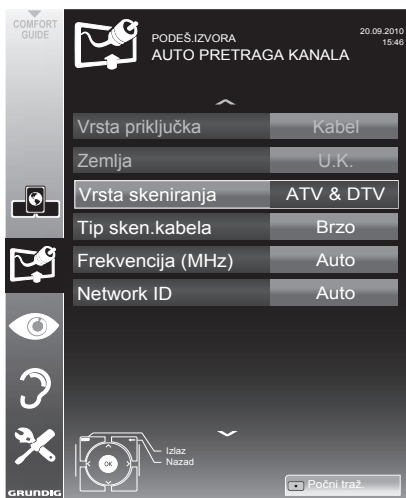 COMFORT
GUIDE
PODEŠ.IZVORA
AUTO PRETRAGA KANALA
20.09.2010
15:46
Vrsta priključka Kabel
Zemlja U.K.
Vrsta skeniranja ATV & DTV
Tip sken.kabela Brzo
Frekvencija (MHz) Auto
Network ID Auto
OK
Izlaz
Nazad
Počni traž.
GRUNDIG